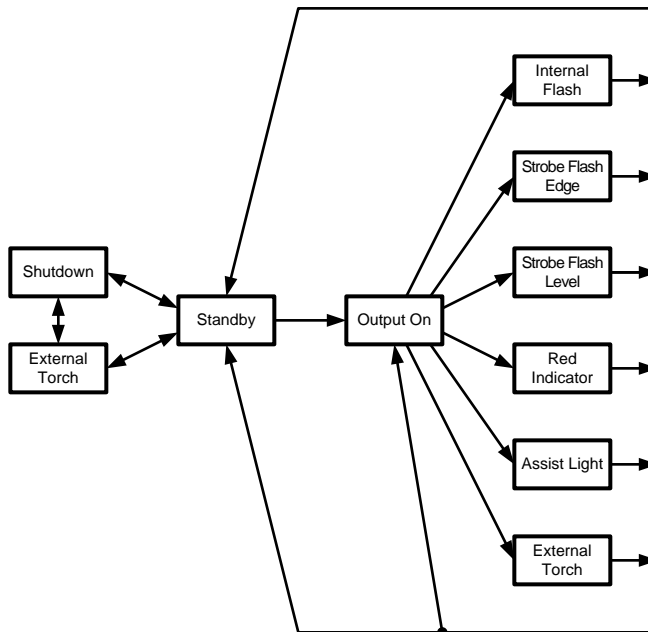 Internal
Flash
Strobe Flash
Edge
Strobe Flash
Level
Shutdown
Standby
Output On
External
Torch
Red
Indicator
Assist Light
External
Torch